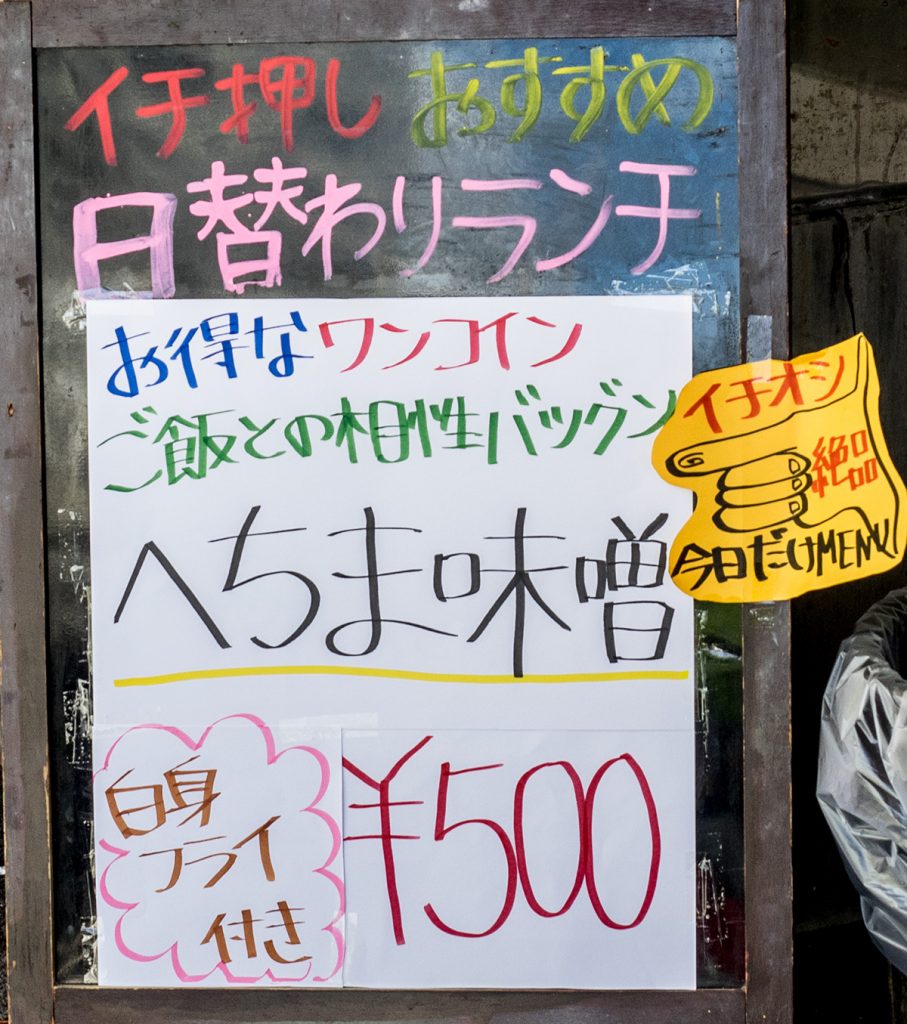 イチ押し おすすめ
日替わりランチ
お得なワンコイン
ご飯との相性バツグン
へちま味噌
白身
フライ
付き
¥500
イチオシ
絶品
今日だけMENU